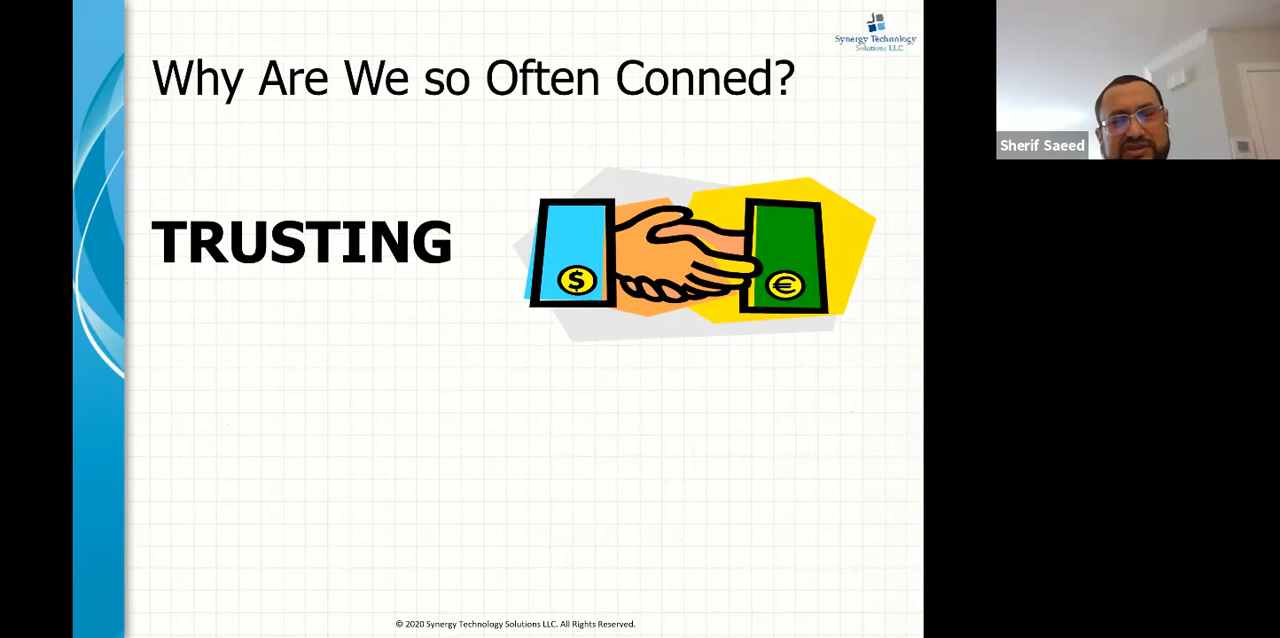 Synergy Technology
Solutions LLC
Why Are We so Often Conned?
TRUSTING
$
€
© 2020 Synergy Technology Solutions LLC. All Rights Reserved.
Sherif Saeed